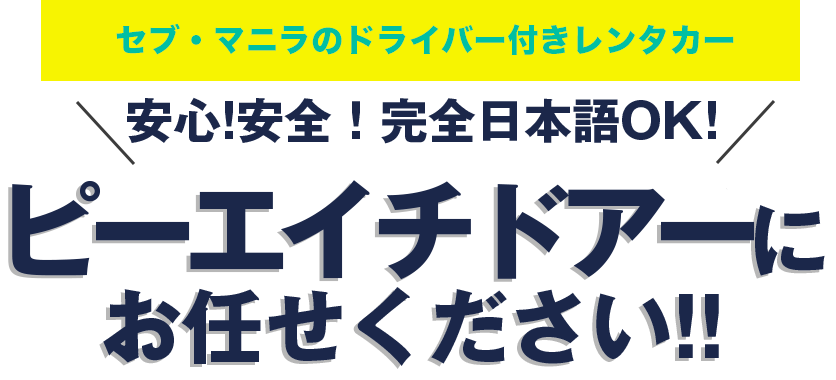 セブ・マニラのドライバー付きレンタカー
安心!安全！完全日本語OK!
ピーエイチドアーに
お任せください!!